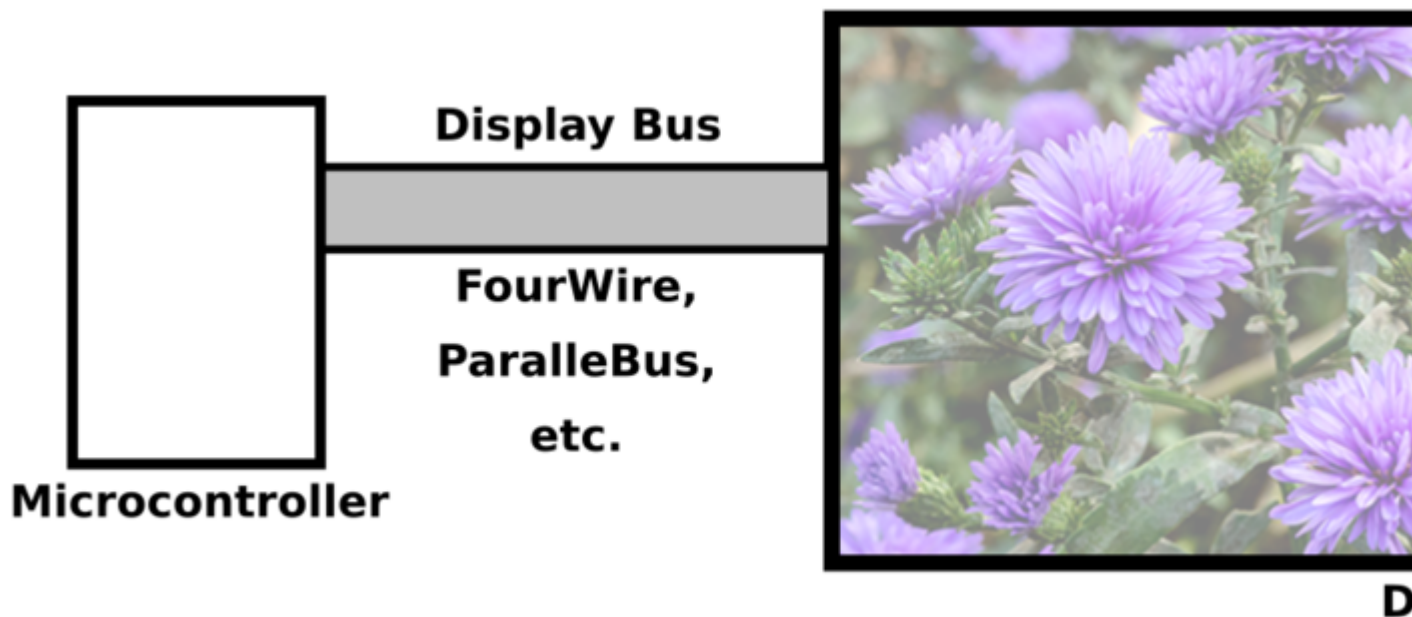 Display Bus
FourWire,
ParalleBus,
etc.
Microcontroller
D